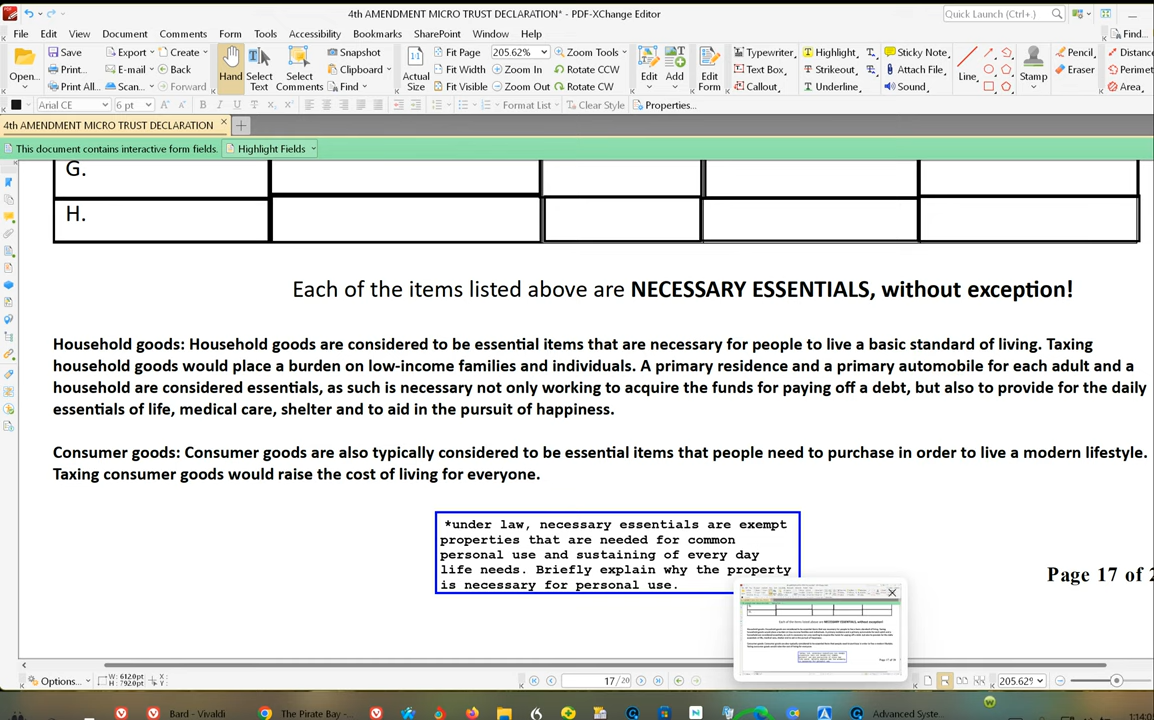 4th AMENDMENT MICRO TRUST DECLARATION* - PDF-XChange Editor
Quick Launch (Ctrl+.)
File Edit View Document Comments Form Tools Accessibility Bookmarks SharePoint Window Help
Find...
Open...
Save
Print...
Print All...
Export
E-mail
Scan...
Create
Back
Forward
Hand
Select Text
Select Comments
Snapshot
Clipboard
Find
Actual Size
Fit Page
Fit Width
Fit Visible
205.62%
Zoom In
Zoom Out
Zoom Tools
Rotate CCW
Rotate CW
Edit
Add
Edit Form
Typewriter
Text Box
Callout
Highlight
Strikeout
Underline
Sticky Note
Attach File
Sound
Line
Stamp
Pencil
Eraser
Distanc
Perimet
Area
Arial CE 6 pt Format List Clear Style Properties...
4th AMENDMENT MICRO TRUST DECLARATION
This document contains interactive form fields. Highlight Fields
G.
H.
Each of the items listed above are NECESSARY ESSENTIALS, without exception!
Household goods: Household goods are considered to be essential items that are necessary for people to live a basic standard of living. Taxing
household goods would place a burden on low-income families and individuals. A primary residence and a primary automobile for each adult and a
household are considered essentials, as such is necessary not only working to acquire the funds for paying off a debt, but also to provide for the daily
essentials of life, medical care, shelter and to aid in the pursuit of happiness.
Consumer goods: Consumer goods are also typically considered to be essential items that people need to purchase in order to live a modern lifestyle.
Taxing consumer goods would raise the cost of living for everyone.
*under law, necessary essentials are exempt
properties that are needed for common
personal use and sustaining of every day
life needs. Briefly explain why the property
is necessary for personal use.
Page 17 of 2
Options... W: 612.0pt H: 792.0pt X: Y: 17 / 20 205.62%
Bard - Vivaldi The Pirate Bay - ... Advanced Syste...